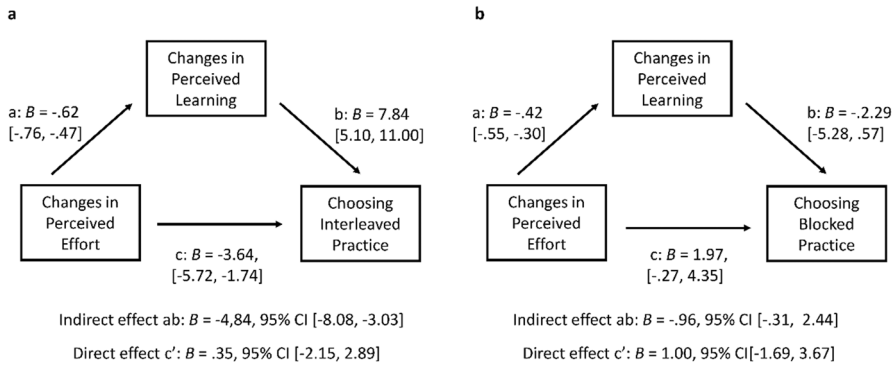 a
Changes in
Perceived
Learning
a: B = -.62
[-.76, -.47]
b: B = 7.84
[5.10, 11.00]
Changes in
Perceived
Effort
Choosing
Interleaved
Practice
c: B = -3.64,
[-5.72, -1.74]
Indirect effect ab: B = -4,84, 95% CI [-8.08, -3.03]
Direct effect c': B = .35, 95% CI [-2.15, 2.89]
b
Changes in
Perceived
Learning
a: B = -.42
[-.55, -.30]
b: B = -.2.29
[-5.28, .57]
Changes in
Perceived
Effort
Choosing
Blocked
Practice
c: B = 1.97,
[-.27, 4.35]
Indirect effect ab: B = -.96, 95% CI [-.31, 2.44]
Direct effect c': B = 1.00, 95% CI[-1.69, 3.67]